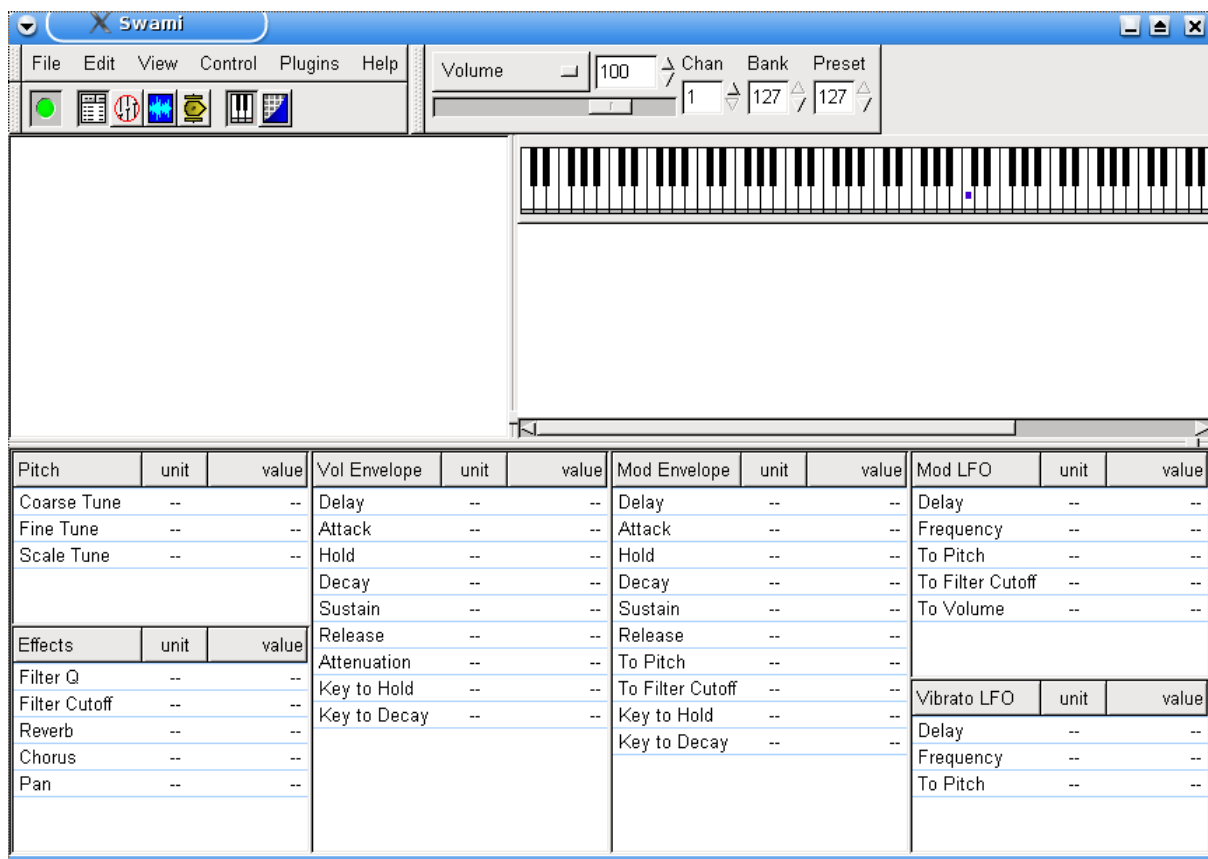 Swami
File Edit View Control Plugins Help
Volume 100 Chan Bank Preset
1 127 127
Pitch unit value
Coarse Tune -- --
Fine Tune -- --
Scale Tune -- --
Effects unit value
Filter Q -- --
Filter Cutoff -- --
Reverb -- --
Chorus -- --
Pan -- --
Vol Envelope unit value
Delay -- --
Attack -- --
Hold -- --
Decay -- --
Sustain -- --
Release -- --
Attenuation -- --
Key to Hold -- --
Key to Decay -- --
Mod Envelope unit value
Delay -- --
Attack -- --
Hold -- --
Decay -- --
Sustain -- --
Release -- --
To Pitch -- --
To Filter Cutoff -- --
Key to Hold -- --
Key to Decay -- --
Mod LFO unit value
Delay -- --
Frequency -- --
To Pitch -- --
To Filter Cutoff -- --
To Volume -- --
Vibrato LFO unit value
Delay -- --
Frequency -- --
To Pitch -- --